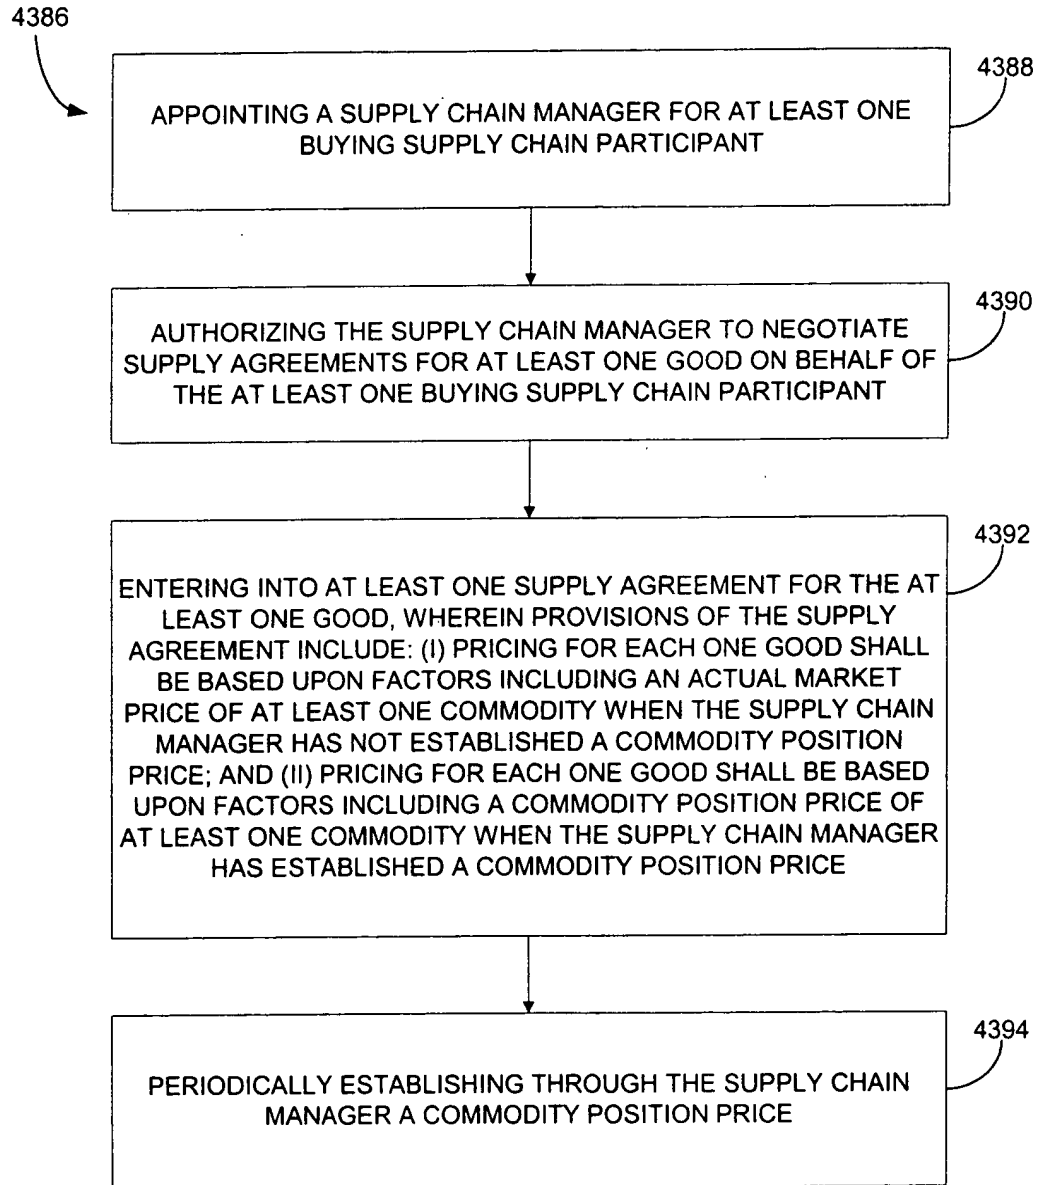 4386
4388
APPOINTING A SUPPLY CHAIN MANAGER FOR AT LEAST ONE
BUYING SUPPLY CHAIN PARTICIPANT
4390
AUTHORIZING THE SUPPLY CHAIN MANAGER TO NEGOTIATE
SUPPLY AGREEMENTS FOR AT LEAST ONE GOOD ON BEHALF OF
THE AT LEAST ONE BUYING SUPPLY CHAIN PARTICIPANT
4392
ENTERING INTO AT LEAST ONE SUPPLY AGREEMENT FOR THE AT
LEAST ONE GOOD, WHEREIN PROVISIONS OF THE SUPPLY
AGREEMENT INCLUDE: (I) PRICING FOR EACH ONE GOOD SHALL
BE BASED UPON FACTORS INCLUDING AN ACTUAL MARKET
PRICE OF AT LEAST ONE COMMODITY WHEN THE SUPPLY CHAIN
MANAGER HAS NOT ESTABLISHED A COMMODITY POSITION
PRICE; AND (II) PRICING FOR EACH ONE GOOD SHALL BE BASED
UPON FACTORS INCLUDING A COMMODITY POSITION PRICE OF
AT LEAST ONE COMMODITY WHEN THE SUPPLY CHAIN MANAGER
HAS ESTABLISHED A COMMODITY POSITION PRICE
4394
PERIODICALLY ESTABLISHING THROUGH THE SUPPLY CHAIN
MANAGER A COMMODITY POSITION PRICE